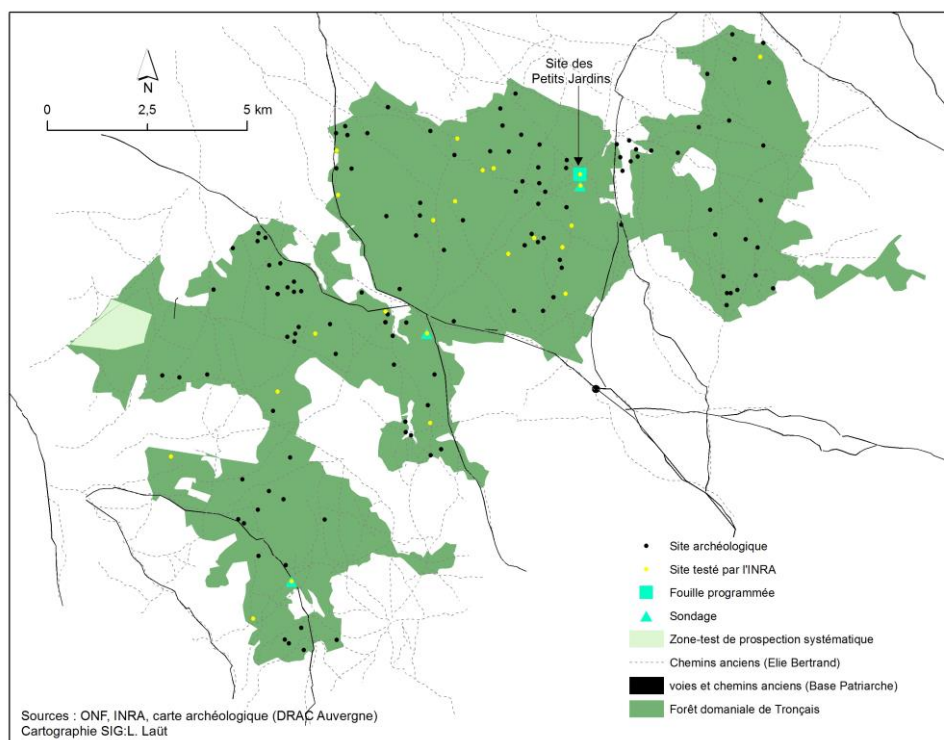 Site des
Petits Jardins
N
0 2,5 5 km
Site archéologique
Site testé par l'INRA
Fouille programmée
Sondage
Zone-test de prospection systématique
Chemins anciens (Elie Bertrand)
voies et chemins anciens (Base Patriarche)
Forêt domaniale de Tronçais
Sources : ONF, INRA, carte archéologique (DRAC Auvergne)
Cartographie SIG:L. Laüt